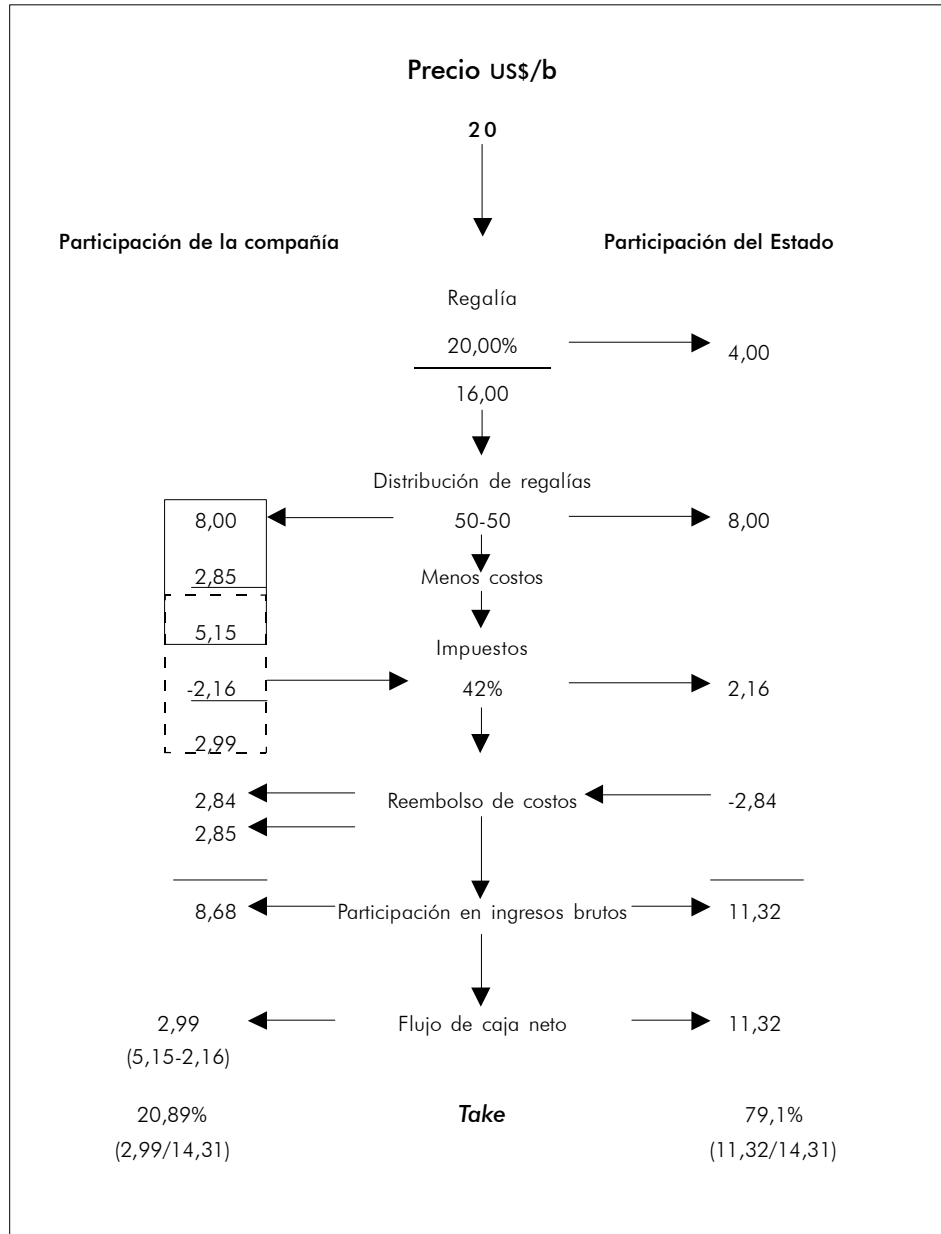 Precio US$/b
20
Participación de la compañía Participación del Estado
Regalía
20,00% 4,00
16,00
Distribución de regalías
8,00 50-50 8,00
2,85 Menos costos
5,15
Impuestos
-2,16 42% 2,16
2,99
2,84 Reembolso de costos -2,84
2,85
8,68 Participación en ingresos brutos 11,32
2,99 Flujo de caja neto 11,32
(5,15-2,16)
20,89% Take 79,1%
(2,99/14,31) (11,32/14,31)